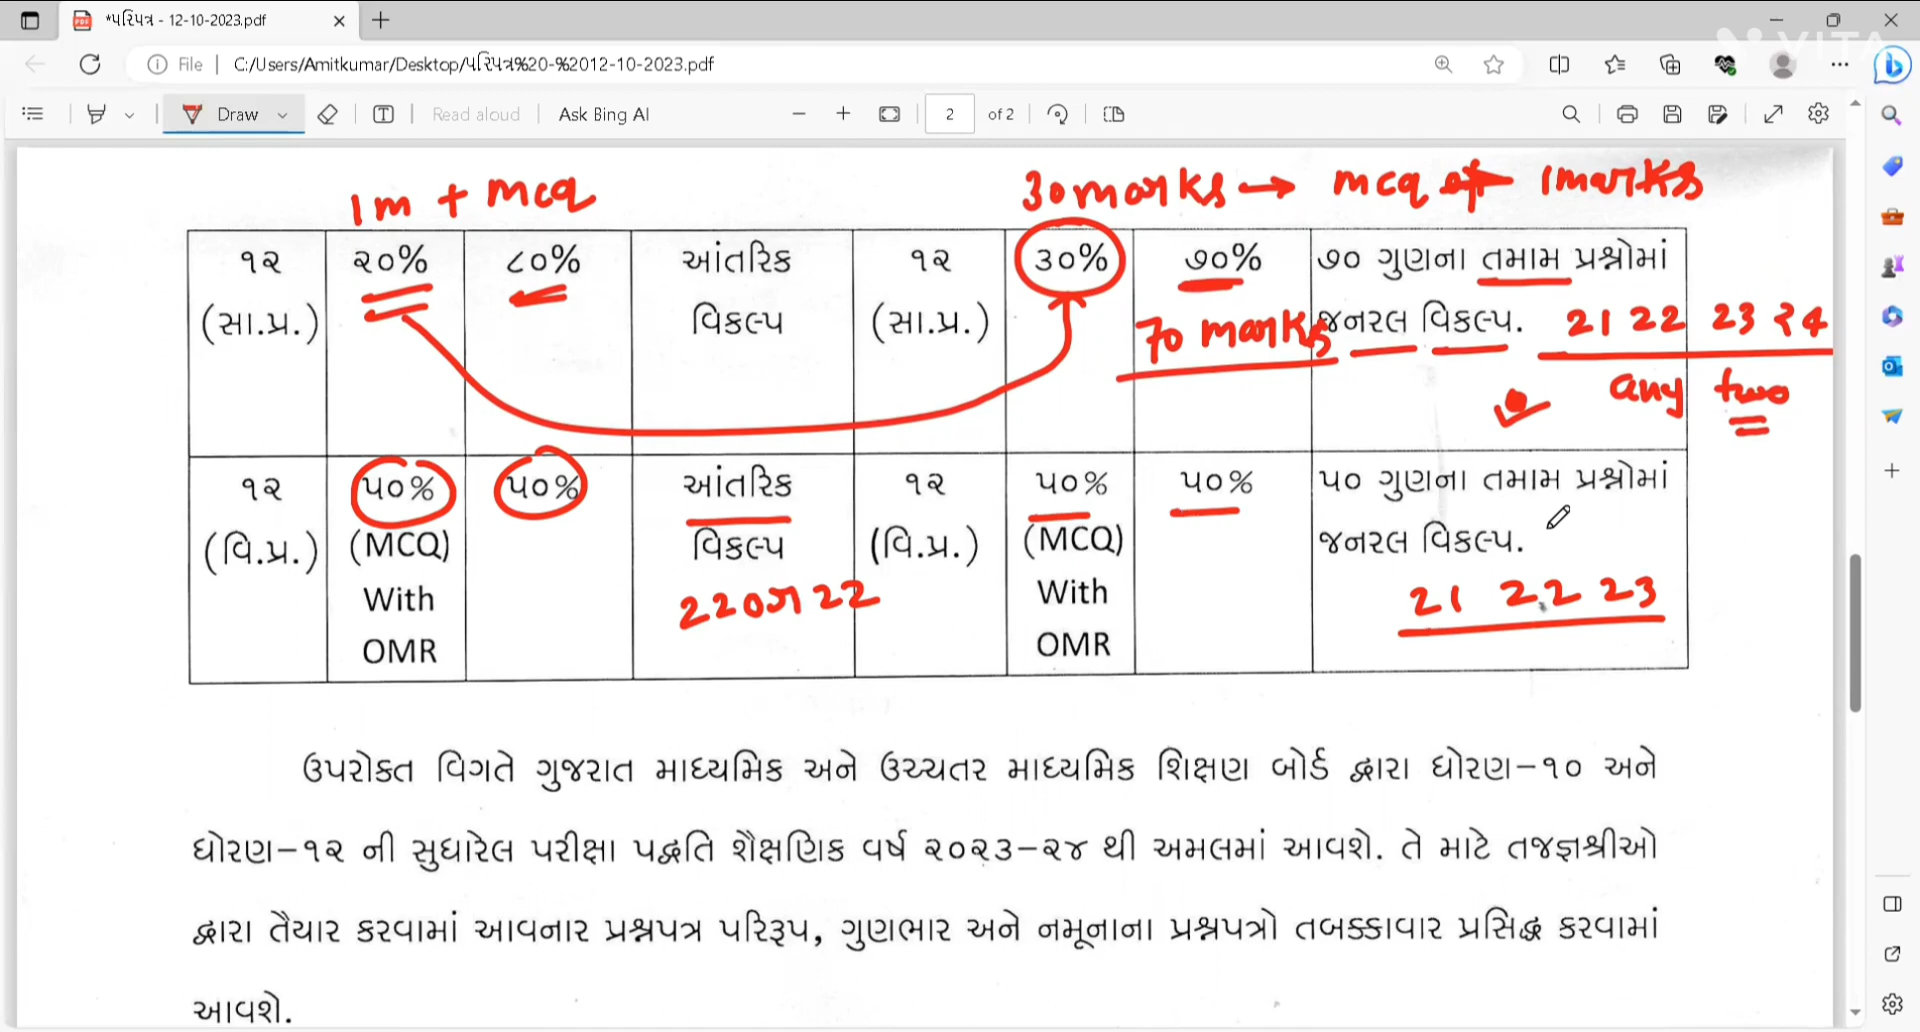 *પરિપત્ર - 12-10-2023.pdf
VITA
File | C:/Users/Amitkumar/Desktop/પરિપત્ર%20-%2012-10-2023.pdf
Draw
Read aloud
Ask Bing AI
2 of 2
1m + mcq
30 marks → mcq of 1 marks
૧૨ (સા.પ્ર.)
૨૦%
૮૦%
આંતરિક વિકલ્પ
૧૨ (સા.પ્ર.)
૩૦%
૭૦%
70 marks
૭૦ ગુણના તમામ પ્રશ્નોમાં
જનરલ વિકલ્પ.
21 22 23 24
any two
૧૨ (વિ.પ્ર.)
૫૦% (MCQ) With OMR
૫૦%
આંતરિક વિકલ્પ
22 or 22
૧૨ (વિ.પ્ર.)
૫૦% (MCQ) With OMR
૫૦%
૫૦ ગુણના તમામ પ્રશ્નોમાં
જનરલ વિકલ્પ.
21 22 23
ઉપરોક્ત વિગતે ગુજરાત માધ્યમિક અને ઉચ્ચતર માધ્યમિક શિક્ષણ બોર્ડ દ્વારા ધોરણ-૧૦ અને
ધોરણ-૧૨ ની સુધારેલ પરીક્ષા પદ્ધતિ શૈક્ષણિક વર્ષ ૨૦૨૩-૨૪ થી અમલમાં આવશે. તે માટે તજજ્ઞશ્રીઓ
દ્વારા તૈયાર કરવામાં આવનાર પ્રશ્નપત્ર પરિરૂપ, ગુણભાર અને નમૂનાના પ્રશ્નપત્રો તબક્કાવાર પ્રસિદ્ધ કરવામાં
આવશે.